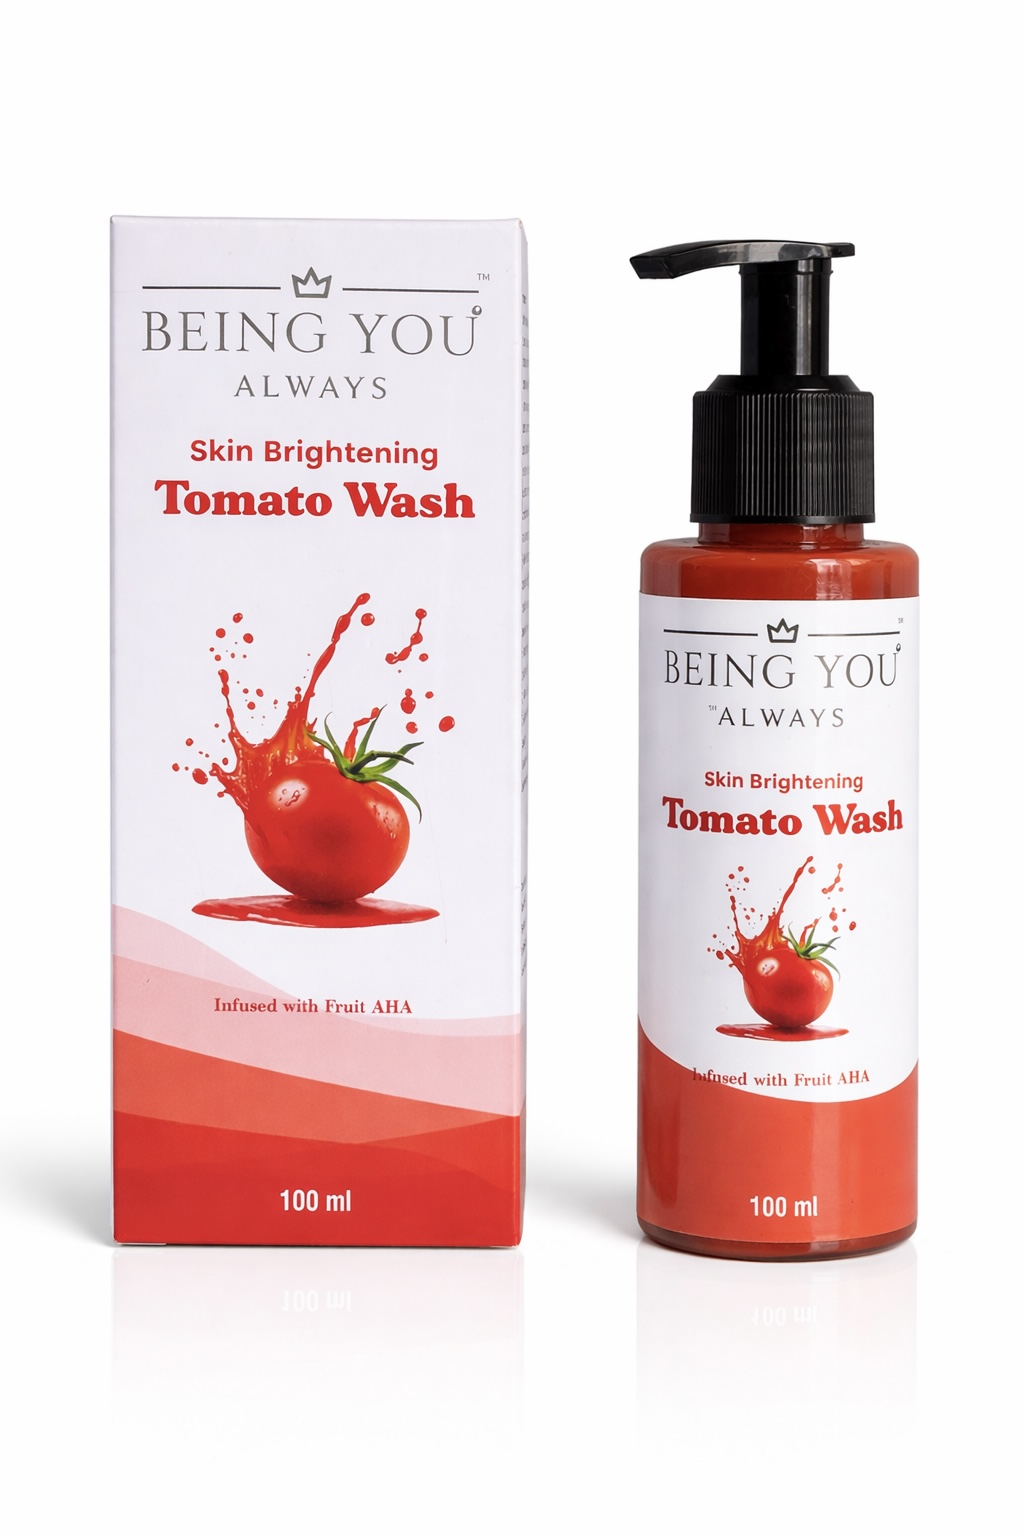 TM
BEING YOU
ALWAYS
Skin Brightening
Tomato Wash
Infused with Fruit AHA
100 ml
BEING YOU
ALWAYS
Skin Brightening
Tomato Wash
Infused with Fruit AHA
100 ml